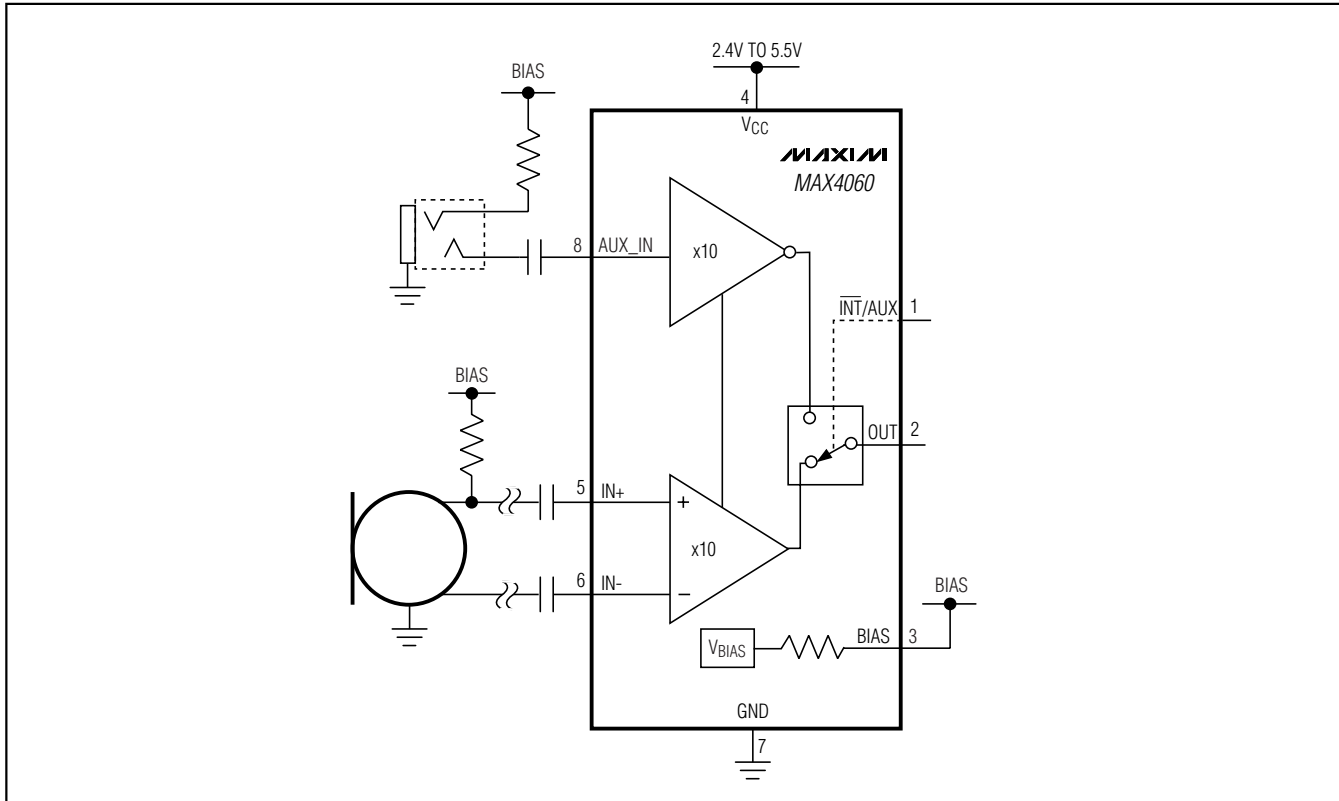 2.4V TO 5.5V
BIAS
4
VCC
MAXIM
MAX4060
8 AUX_IN
x10
I̅N̅T̅/AUX 1
BIAS
OUT 2
5 IN+
+
x10
6 IN-
−
BIAS
VBIAS
BIAS 3
GND
7